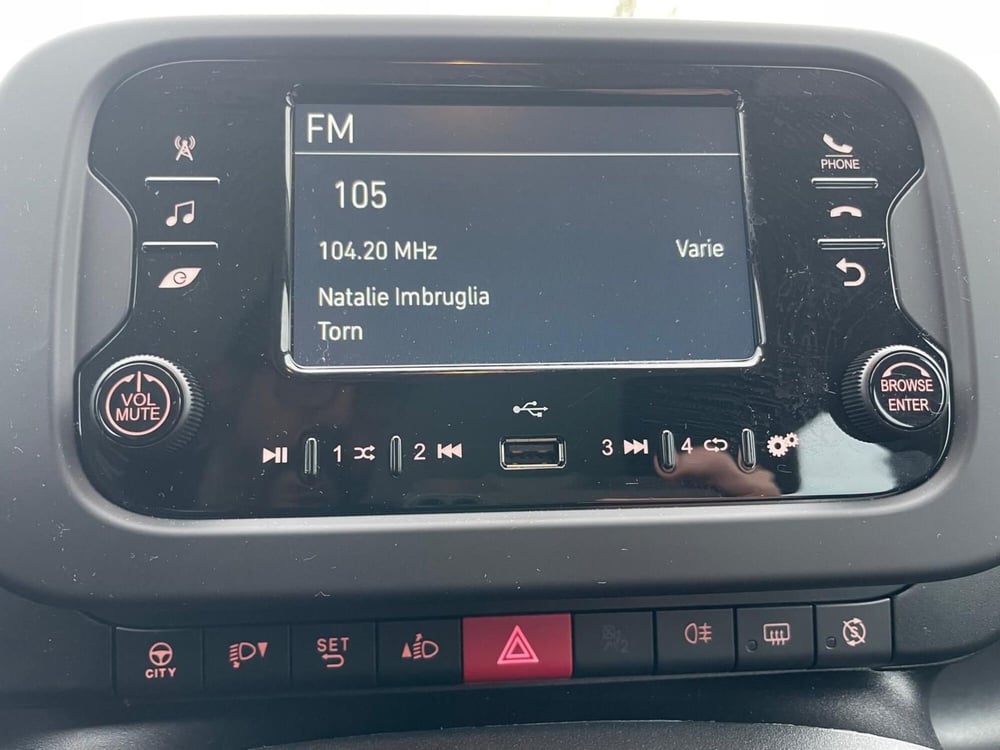 FM
105
104.20 MHz Varie
Natalie Imbruglia
Torn
PHONE
VOL
MUTE
BROWSE
ENTER
1 2 3 4
CITY
SET